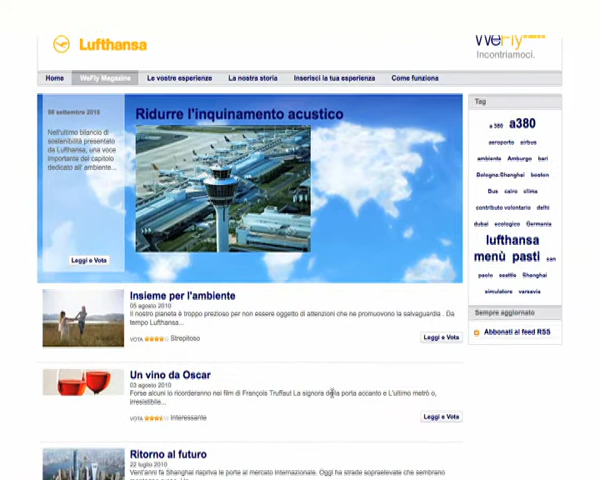 Lufthansa
WeFly
Incontriamoci.
Home
WeFly Magazine
Le vostre esperienze
La nostra storia
Inserisci la tua esperienza
Come funziona
Ridurre l'inquinamento acustico
08 settembre 2010
Nell'ultimo bilancio di
sostenibilità presentato
da Lufthansa, una voce
importante del capitolo
dedicato all' ambiente...
Leggi e Vota
Insieme per l'ambiente
05 agosto 2010
Il nostro pianeta è troppo prezioso per non essere oggetto di attenzioni che ne promuovono la salvaguardia . Da
tempo Lufthansa...
VOTA Strepitoso
Leggi e Vota
Un vino da Oscar
03 agosto 2010
Forse alcuni lo ricorderanno nei film di François Truffaut La signora della porta accanto e L'ultimo metrò o,
irresistibile...
VOTA Interessante
Leggi e Vota
Ritorno al futuro
22 luglio 2010
Vent'anni fa Shanghai riapriva le porte al mercato internazionale. Oggi ha strade sopraelevate che sembrano
Tag
a 380 a380
aeroporto airbus
ambiente Amburgo bari
Bologna.Shanghai boston
Bus cairo clima
contributo volontario delhi
dubai ecologico Germania
lufthansa
menù pasti san
paolo seattle Shanghai
simulatore varsavia
Sempre aggiornato
Abbonati al feed RSS